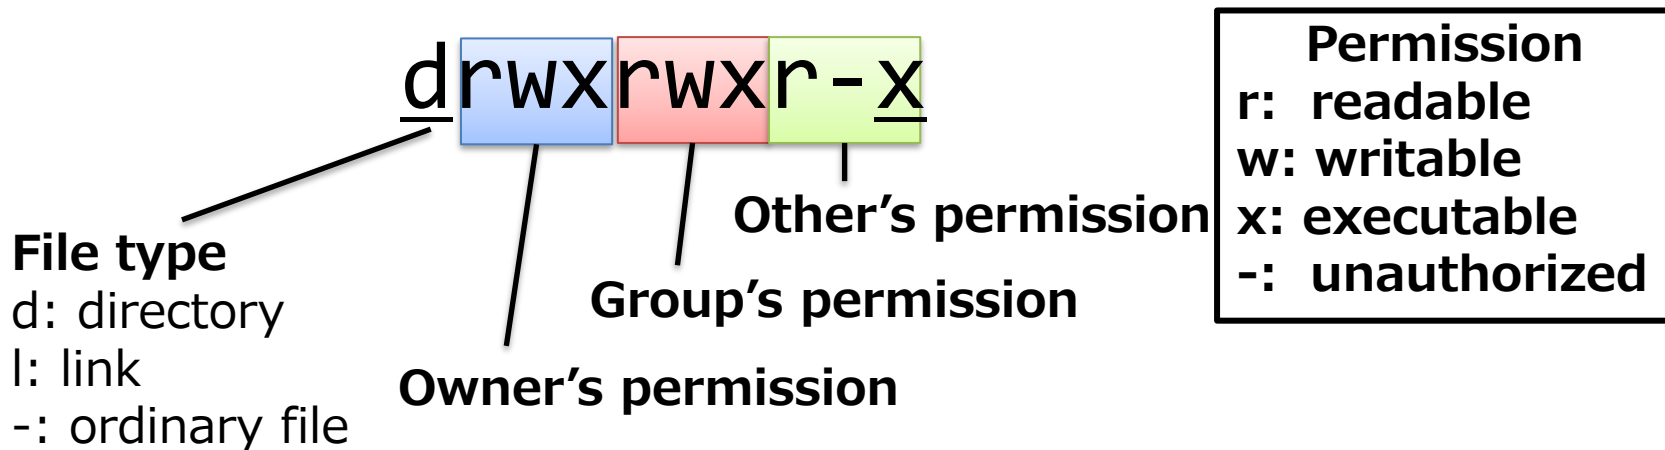 drwxrwxr-x
File type
d: directory
l: link
-: ordinary file
Owner’s permission
Group’s permission
Other’s permission
Permission
r: readable
w: writable
x: executable
-: unauthorized